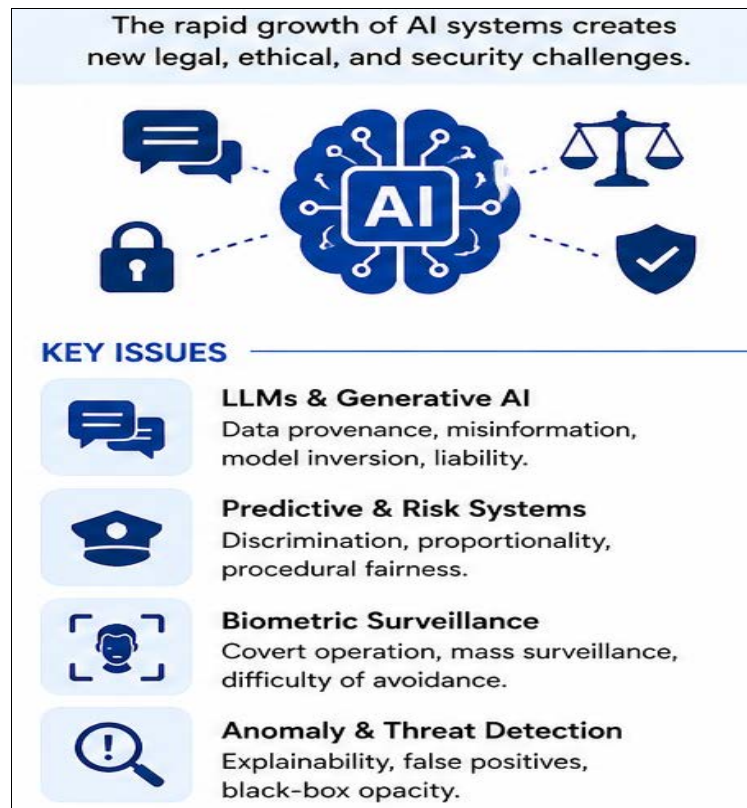 The rapid growth of AI systems creates
new legal, ethical, and security challenges.
AI
KEY ISSUES
LLMs & Generative AI
Data provenance, misinformation,
model inversion, liability.
Predictive & Risk Systems
Discrimination, proportionality,
procedural fairness.
Biometric Surveillance
Covert operation, mass surveillance,
difficulty of avoidance.
Anomaly & Threat Detection
Explainability, false positives,
black-box opacity.